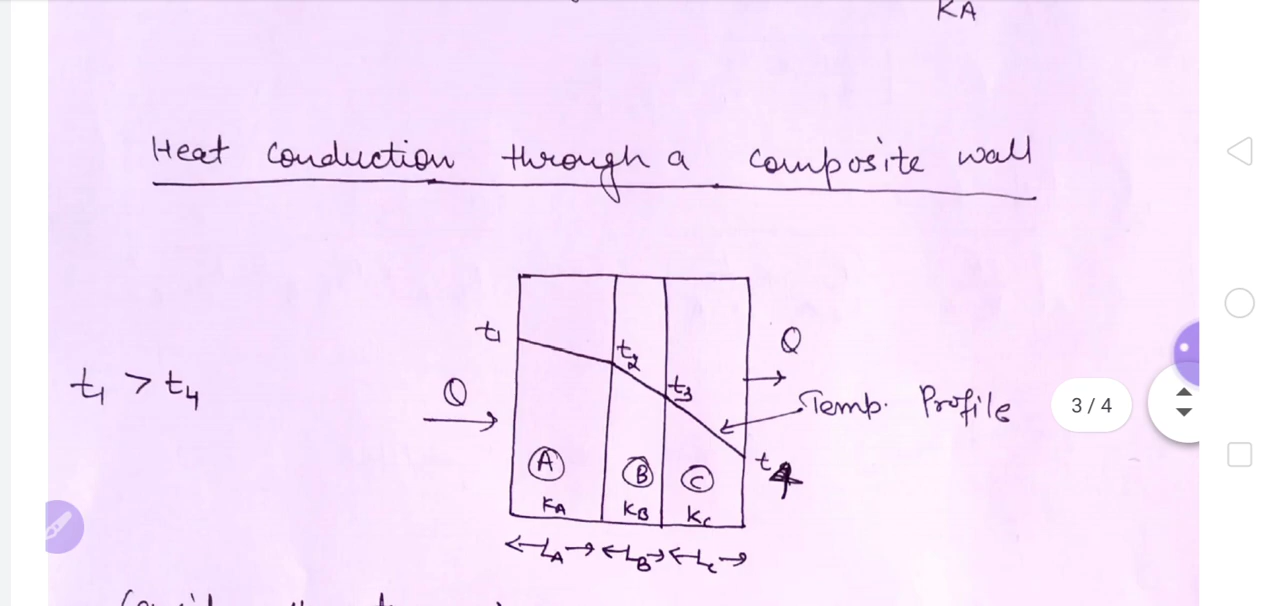 KA
Heat conduction through a composite wall
t1
t2
Q
t1 > t4
Q
t3
Temp. Profile
3 / 4
t4
A
B
C
KA
KB
Kc
LA
LB
Lc